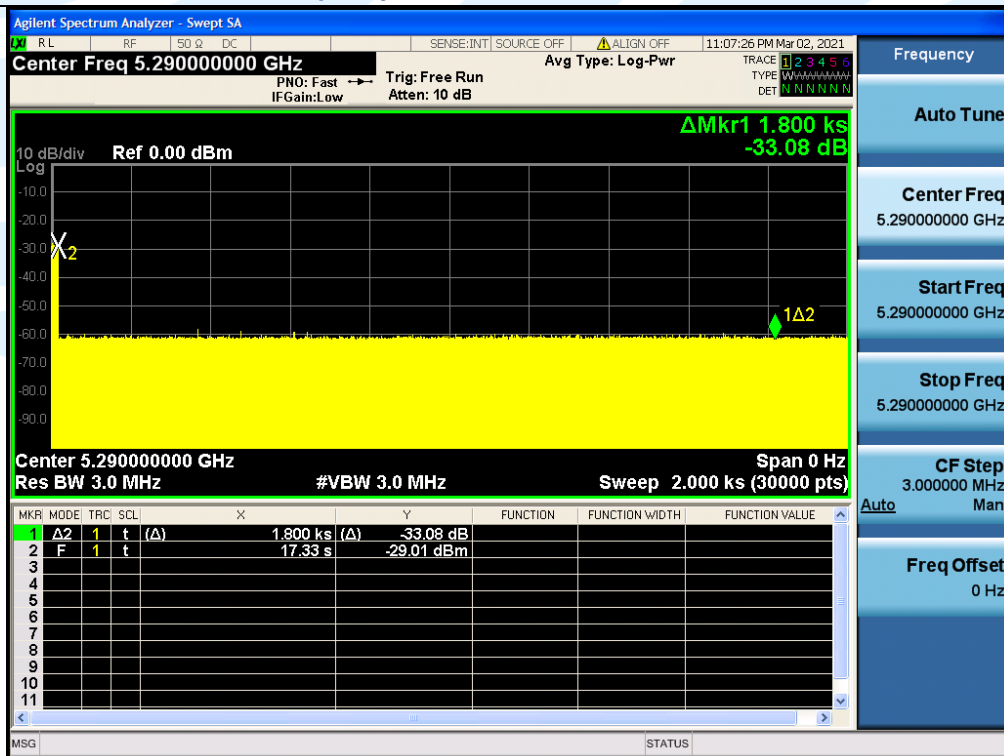 Agilent Spectrum Analyzer - Swept SA
LXI RL RF 50 Ω DC SENSE:INT SOURCE OFF ALIGN OFF 11:07:26 PM Mar 02, 2021
Center Freq 5.290000000 GHz
PNO: Fast
IFGain:Low
Trig: Free Run
Atten: 10 dB
Avg Type: Log-Pwr
TRACE 1 2 3 4 5 6
TYPE WWWWWW
DET N N N N N N
ΔMkr1 1.800 ks
-33.08 dB
10 dB/div Ref 0.00 dBm
Log
-10.0
-20.0
-30.0
-40.0
-50.0
-60.0
-70.0
-80.0
-90.0
X2
1Δ2
Center 5.290000000 GHz Span 0 Hz
Res BW 3.0 MHz #VBW 3.0 MHz Sweep 2.000 ks (30000 pts)
MKR MODE TRC SCL X Y FUNCTION FUNCTION WIDTH FUNCTION VALUE
1 Δ2 1 t (Δ) 1.800 ks (Δ) -33.08 dB
2 F 1 t 17.33 s -29.01 dBm
3
4
5
6
7
8
9
10
11
MSG STATUS
Frequency
Auto Tune
Center Freq
5.290000000 GHz
Start Freq
5.290000000 GHz
Stop Freq
5.290000000 GHz
CF Step
3.000000 MHz
Auto Man
Freq Offset
0 Hz